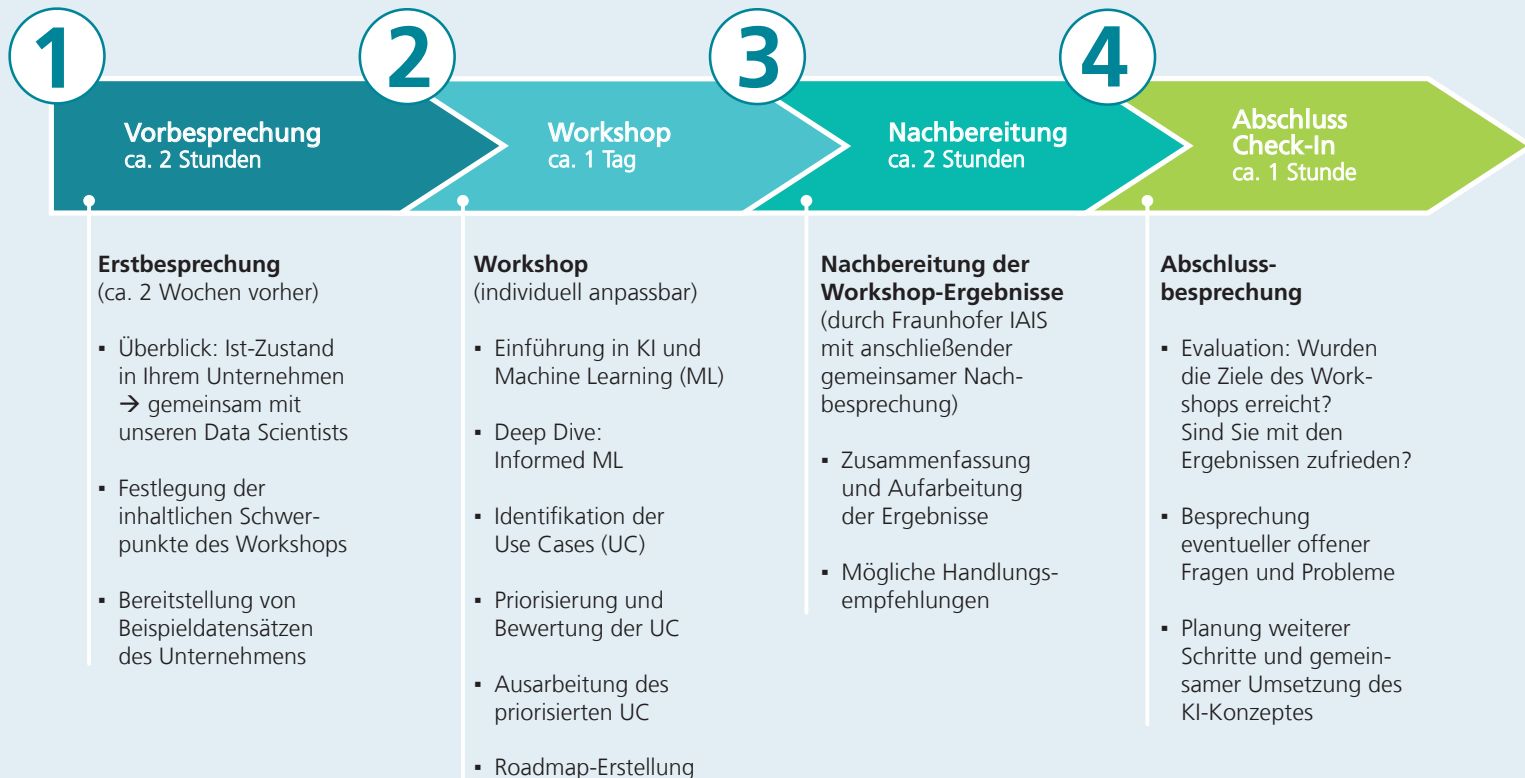 1
Vorbesprechung
ca. 2 Stunden
2
Workshop
ca. 1 Tag
3
Nachbereitung
ca. 2 Stunden
4
Abschluss
Check-In
ca. 1 Stunde
Erstbesprechung
(ca. 2 Wochen vorher)
▪ Überblick: Ist-Zustand
in Ihrem Unternehmen
→ gemeinsam mit
unseren Data Scientists
▪ Festlegung der
inhaltlichen Schwer-
punkte des Workshops
▪ Bereitstellung von
Beispieldatensätzen
des Unternehmens
Workshop
(individuell anpassbar)
▪ Einführung in KI und
Machine Learning (ML)
▪ Deep Dive:
Informed ML
▪ Identifikation der
Use Cases (UC)
▪ Priorisierung und
Bewertung der UC
▪ Ausarbeitung des
priorisierten UC
▪ Roadmap-Erstellung
Nachbereitung der
Workshop-Ergebnisse
(durch Fraunhofer IAIS
mit anschließender
gemeinsamer Nach-
besprechung)
▪ Zusammenfassung
und Aufarbeitung
der Ergebnisse
▪ Mögliche Handlungs-
empfehlungen
Abschluss-
besprechung
▪ Evaluation: Wurden
die Ziele des Work-
shops erreicht?
Sind Sie mit den
Ergebnissen zufrieden?
▪ Besprechung
eventueller offener
Fragen und Probleme
▪ Planung weiterer
Schritte und gemein-
samer Umsetzung des
KI-Konzeptes